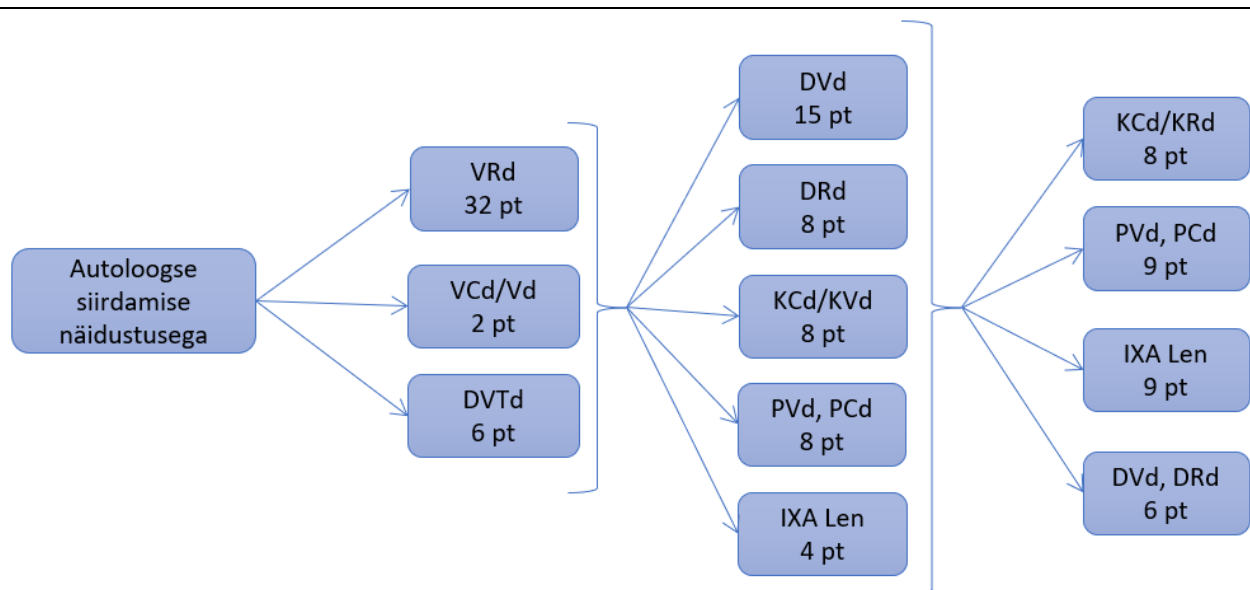 Autoloogse
siirdamise
näidustusega
VRd
32 pt
VCd/Vd
2 pt
DVTd
6 pt
DVd
15 pt
DRd
8 pt
KCd/KVd
8 pt
PVd, PCd
8 pt
IXA Len
4 pt
KCd/KRd
8 pt
PVd, PCd
9 pt
IXA Len
9 pt
DVd, DRd
6 pt